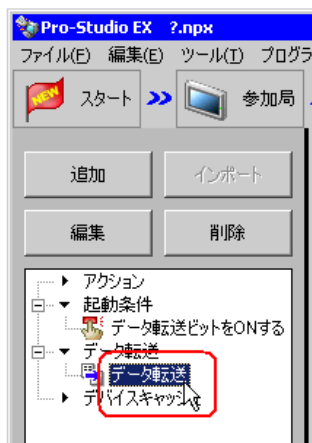 Pro-Studio EX ?.npx
ファイル(F) 編集(E) ツール(T) プログラ
NEW スタート 参加局
追加 インポート
編集 削除
アクション
起動条件
データ転送ビットをONする
データ転送
データ転送
デバイスキャッシュ